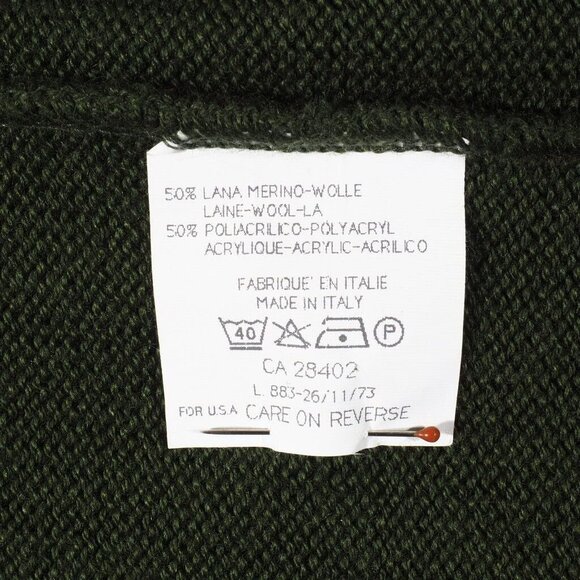 50% LANA MERINO-WOLLE
LAINE-WOOL-LA
50% POLIACRILICO-POLYACRYL
ACRYLIQUE-ACRYLIC-ACRILICO
FABRIQUE' EN ITALIE
MADE IN ITALY
40 P
CA 28402
L. 883-26/11/73
FOR U.S.A. CARE ON REVERSE